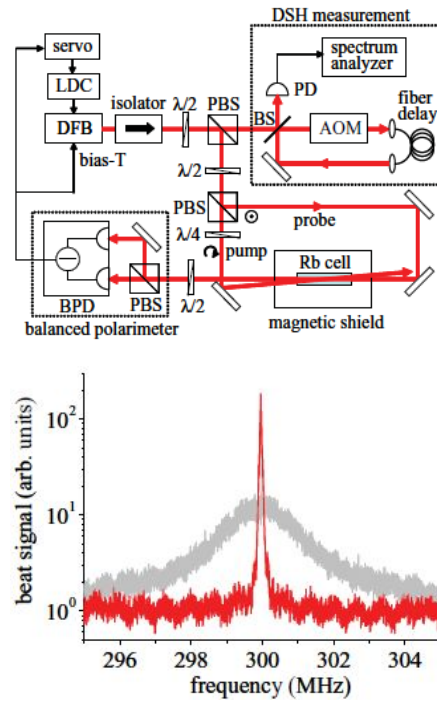 DSH measurement
servo
LDC
DFB
bias-T
isolator
λ/2
PBS
BS
PD
spectrum
analyzer
AOM
fiber
delay
λ/2
PBS
probe
λ/4
pump
Rb cell
magnetic shield
λ/2
PBS
BPD
balanced polarimeter
beat signal (arb. units)
10²
10¹
10⁰
296 298 300 302 304
frequency (MHz)